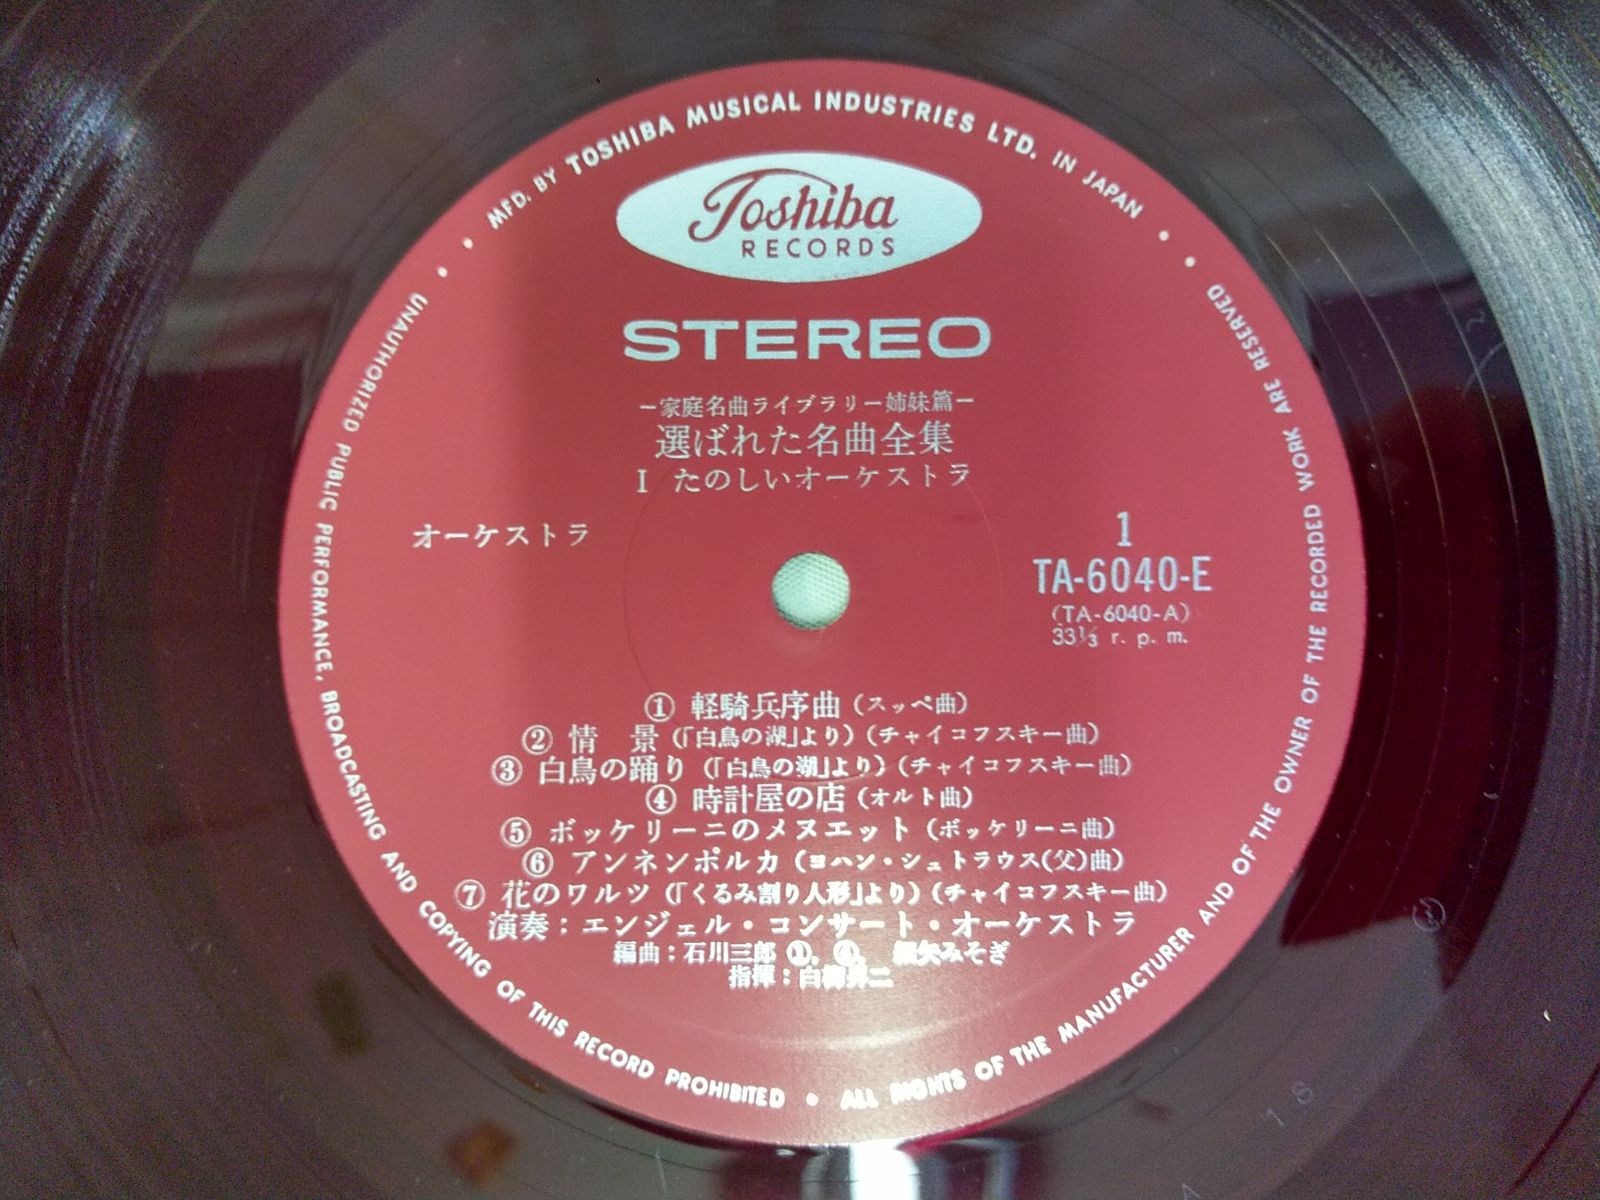 MFD. BY TOSHIBA MUSICAL INDUSTRIES LTD. IN JAPAN
Toshiba
RECORDS
STEREO
−家庭名曲ライブラリー姉妹篇−
選ばれた名曲全集
I たのしいオーケストラ
オーケストラ
1
TA-6040-E
(TA-6040-A)
33⅓ r. p. m.
① 軽騎兵序曲 (スッペ曲)
② 情 景 (「白鳥の湖」より) (チャイコフスキー曲)
③ 白鳥の踊り (「白鳥の湖」より) (チャイコフスキー曲)
④ 時計屋の店 (オルト曲)
⑤ ボッケリーニのメヌエット (ボッケリーニ曲)
⑥ アンネンポルカ (ヨハン・シュトラウス(父)曲)
⑦ 花のワルツ (「くるみ割り人形」より) (チャイコフスキー曲)
演奏:エンジェル・コンサート・オーケストラ
編曲:石川三郎 ①. ④. みそぎ
指揮:白
UNAUTHORIZED PUBLIC PERFORMANCE, BROADCASTING AND COPYING OF THIS RECORD PROHIBITED • ALL RIGHTS OF THE MANUFACTURER AND OF THE OWNER OF THE RECORDED WORK ARE RESERVED